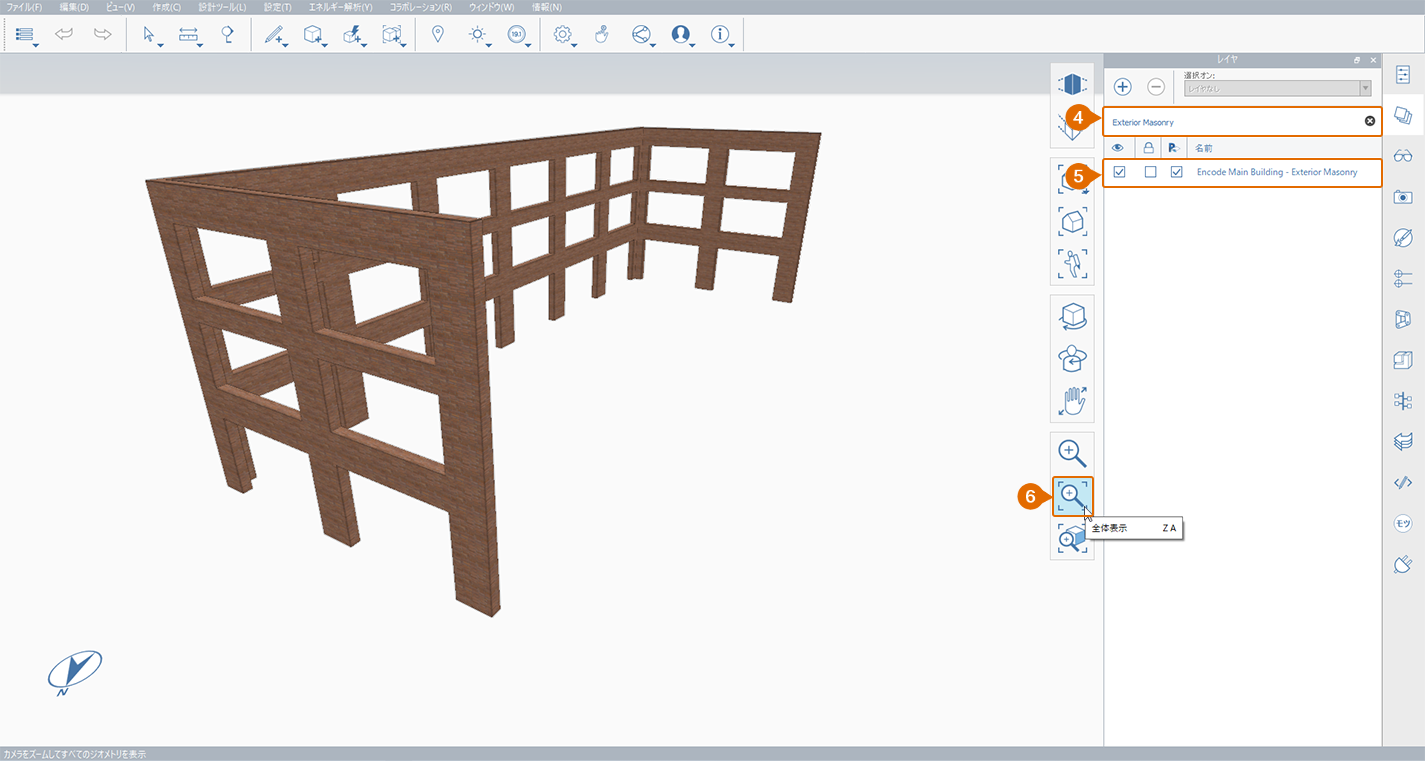 ファイル(F) 編集(D) ビュー(V) 作成(C) 設計ツール(L) 設定(T) エネルギー解析(Y) コラボレーション(R) ウィンドウ(W) 情報(N)
19.1
レイヤ
選択オン:
レイヤなし
4
Exterior Masonry
名前
5
Encode Main Building - Exterior Masonry
6
全体表示 Z A
モツ
N
カメラをズームしてすべてのジオメトリを表示